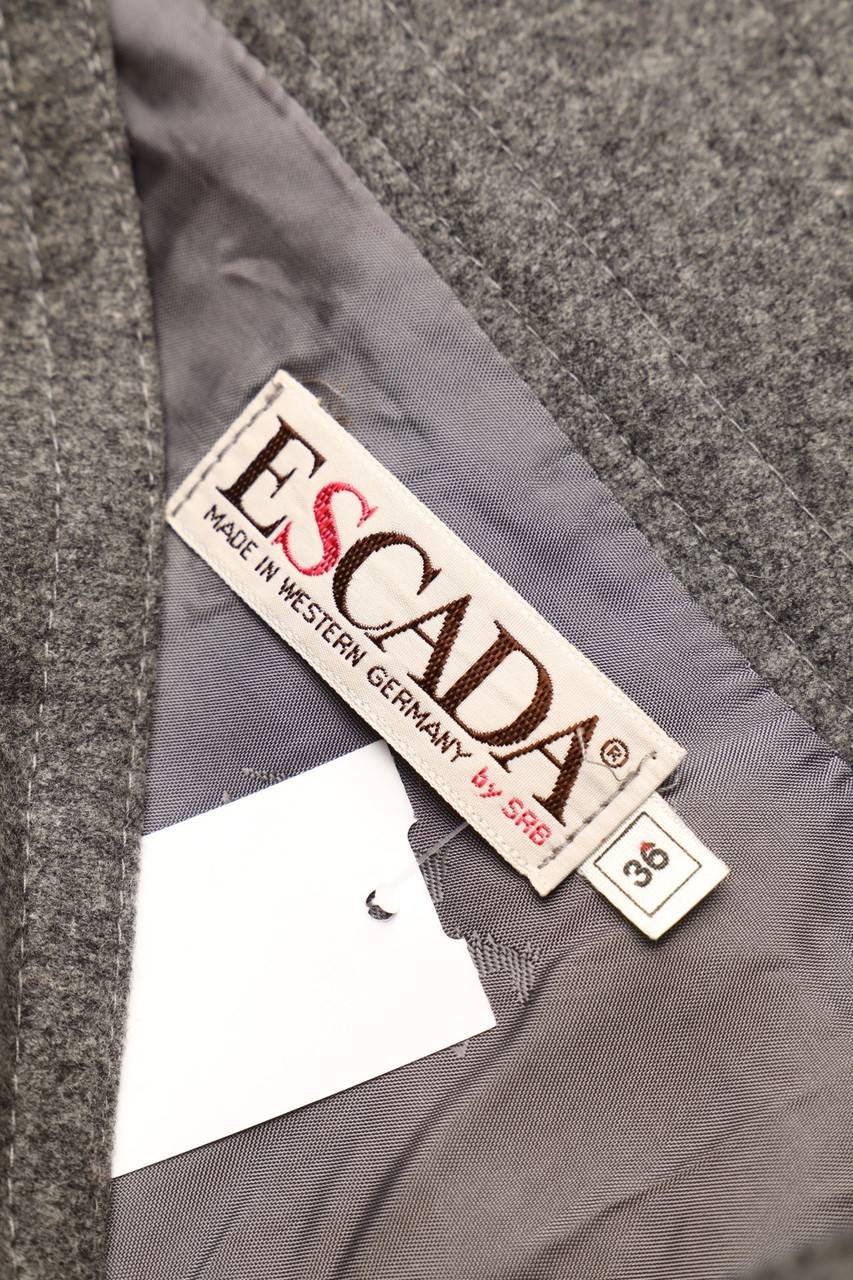 ESCADA®
MADE IN WESTERN GERMANY by SRB
36